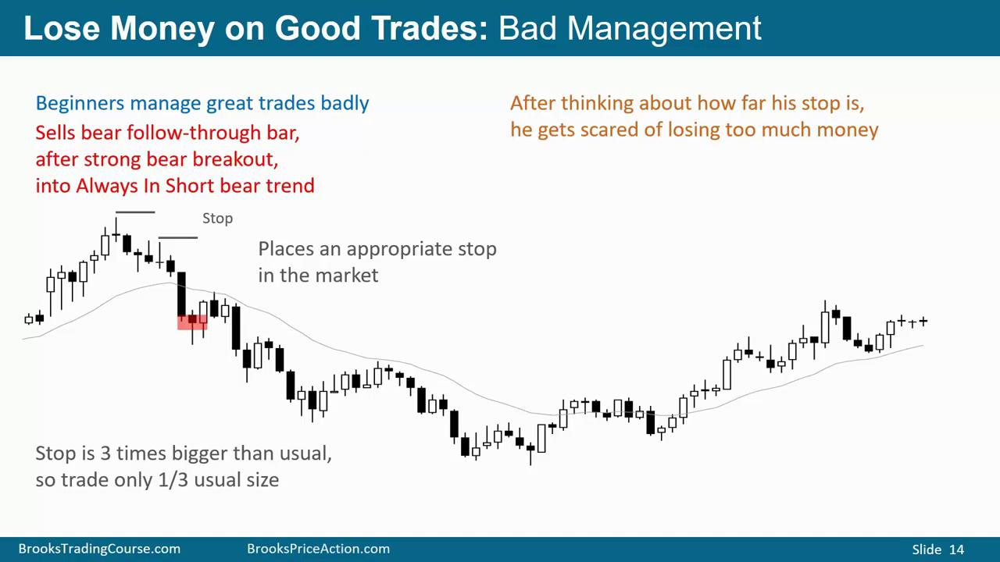 Lose Money on Good Trades: Bad Management
Beginners manage great trades badly
Sells bear follow-through bar,
after strong bear breakout,
into Always In Short bear trend
After thinking about how far his stop is,
he gets scared of losing too much money
Stop
Places an appropriate stop
in the market
Stop is 3 times bigger than usual,
so trade only 1/3 usual size
BrooksTradingCourse.com
BrooksPriceAction.com
Slide 14